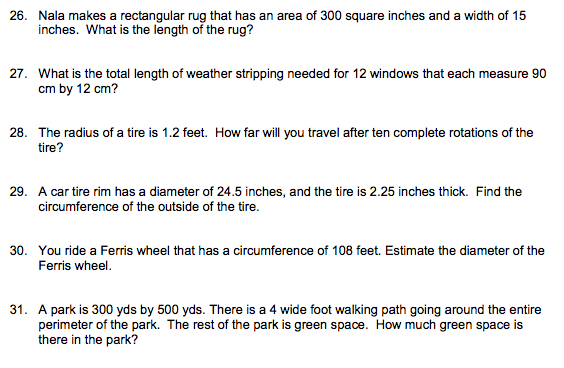 26. Nala makes a rectangular rug that has an area of 300 square inches and a width of 15
inches. What is the length of the rug?
27. What is the total length of weather stripping needed for 12 windows that each measure 90
cm by 12 cm?
28. The radius of a tire is 1.2 feet. How far will you travel after ten complete rotations of the
tire?
29. A car tire rim has a diameter of 24.5 inches, and the tire is 2.25 inches thick. Find the
circumference of the outside of the tire.
30. You ride a Ferris wheel that has a circumference of 108 feet. Estimate the diameter of the
Ferris wheel.
31. A park is 300 yds by 500 yds. There is a 4 wide foot walking path going around the entire
perimeter of the park. The rest of the park is green space. How much green space is
there in the park?